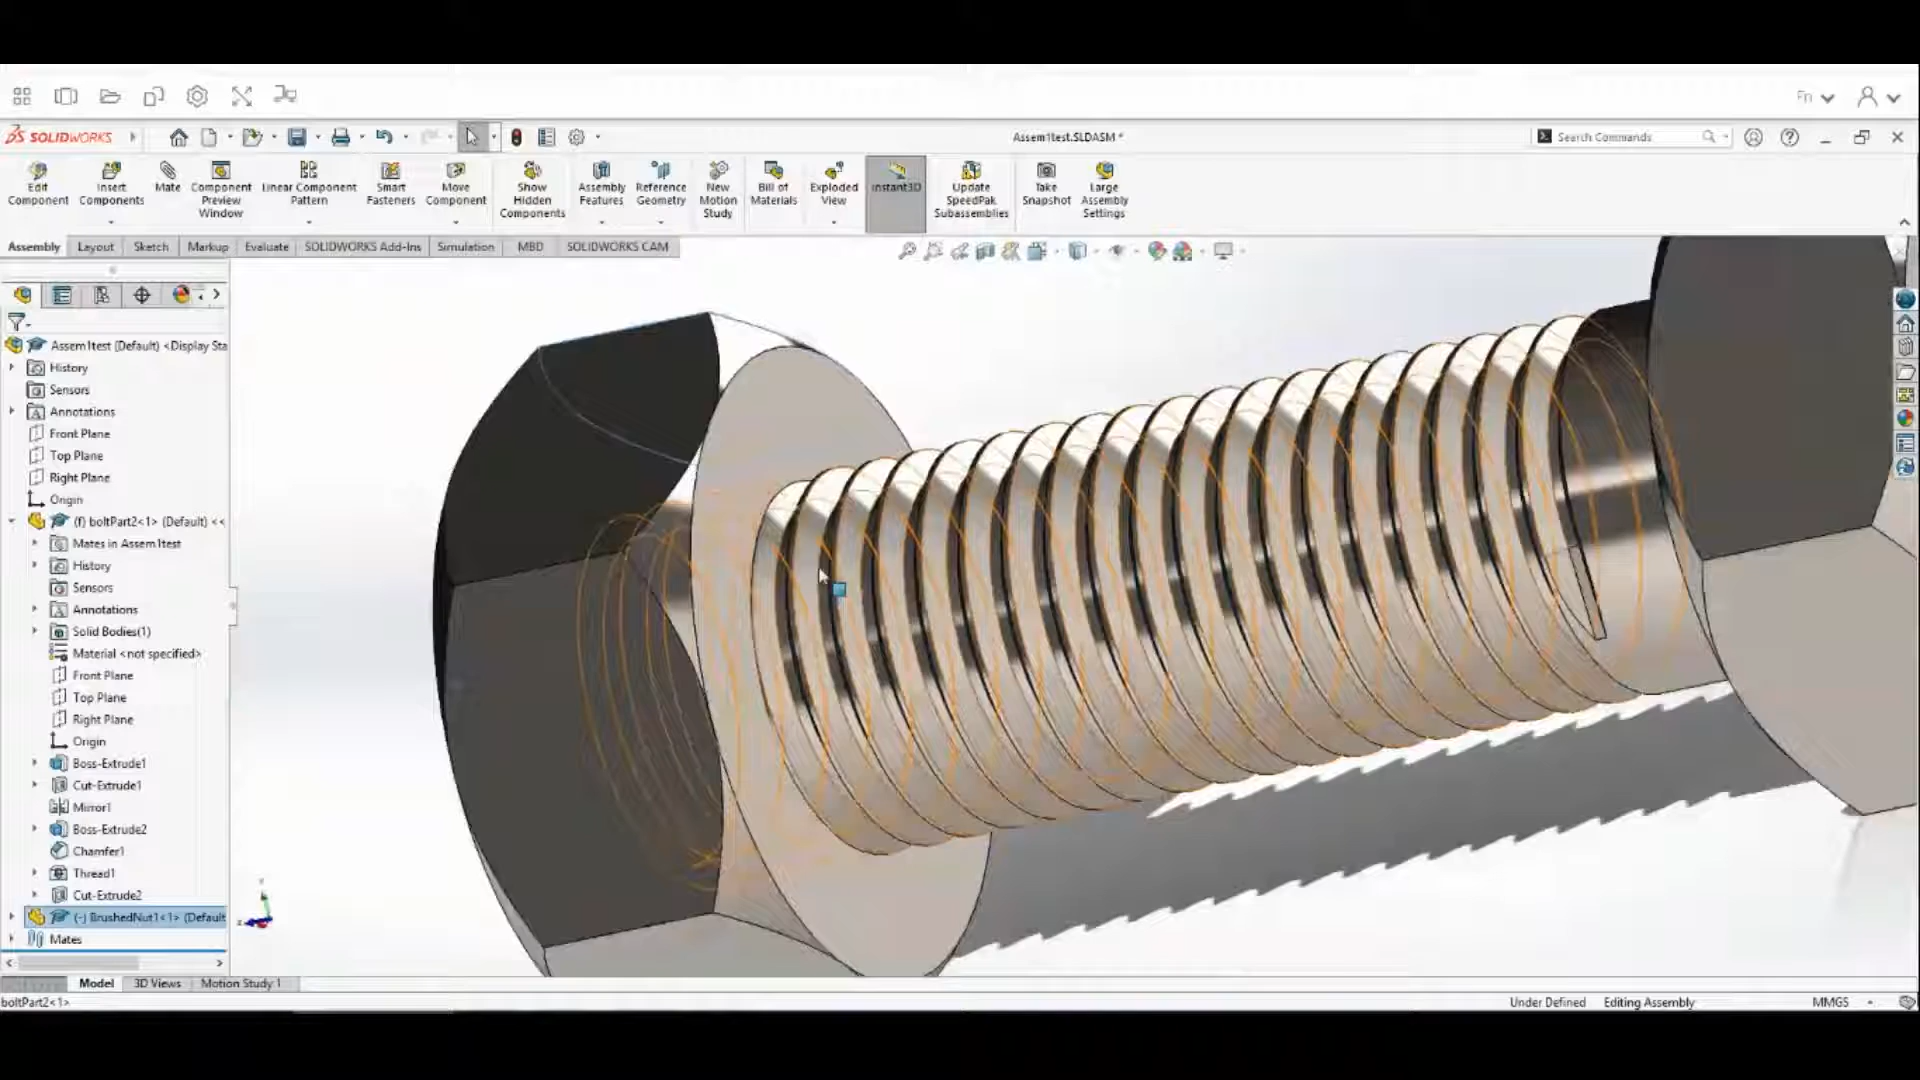 Fn
SOLIDWORKS
Assem1test.SLDASM *
Search Commands
Edit Component
Insert Components
Mate
Component Preview Window
Linear Component Pattern
Smart Fasteners
Move Component
Show Hidden Components
Assembly Features
Reference Geometry
New Motion Study
Bill of Materials
Exploded View
Instant3D
Update SpeedPak Subassemblies
Take Snapshot
Large Assembly Settings
Assembly
Layout
Sketch
Markup
Evaluate
SOLIDWORKS Add-Ins
Simulation
MBD
SOLIDWORKS CAM
Assem1test (Default) <Display Sta
History
Sensors
Annotations
Front Plane
Top Plane
Right Plane
Origin
(f) boltPart2<1> (Default) <<
Mates in Assem1test
History
Sensors
Annotations
Solid Bodies(1)
Material <not specified>
Front Plane
Top Plane
Right Plane
Origin
Boss-Extrude1
Cut-Extrude1
Mirror1
Boss-Extrude2
Chamfer1
Thread1
Cut-Extrude2
(-) BrushedNut1<1> (Default
Mates
Model
3D Views
Motion Study 1
boltPart2<1>
Under Defined
Editing Assembly
MMGS